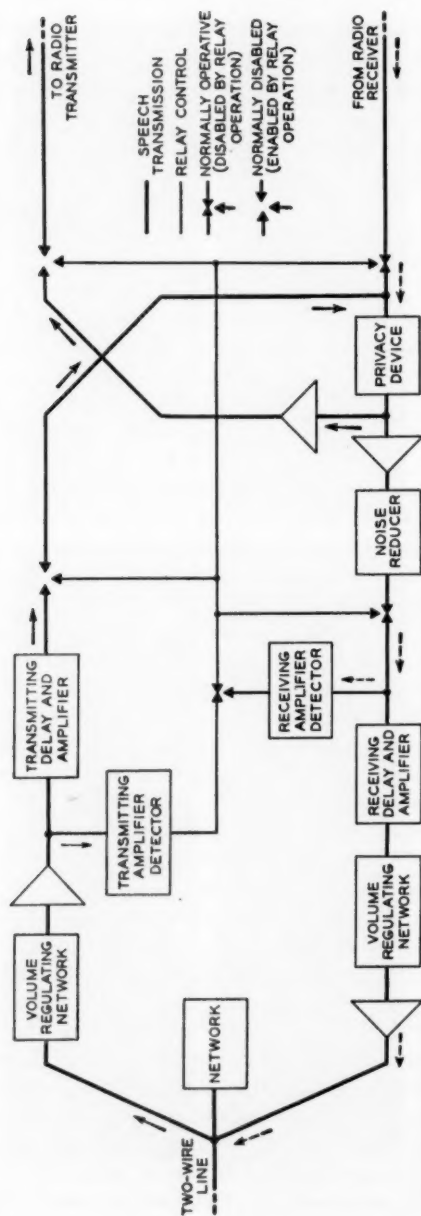 TO RADIO
TRANSMITTER
SPEECH
TRANSMISSION
RELAY CONTROL
NORMALLY OPERATIVE
(DISABLED BY RELAY
OPERATION)
NORMALLY DISABLED
(ENABLED BY RELAY
OPERATION)
FROM RADIO
RECEIVER
TRANSMITTING
DELAY AND
AMPLIFIER
TRANSMITTING
AMPLIFIER
DETECTOR
VOLUME
REGULATING
NETWORK
NETWORK
TWO-WIRE
LINE
PRIVACY
DEVICE
NOISE
REDUCER
RECEIVING
AMPLIFIER
DETECTOR
RECEIVING
DELAY AND
AMPLIFIER
VOLUME
REGULATING
NETWORK